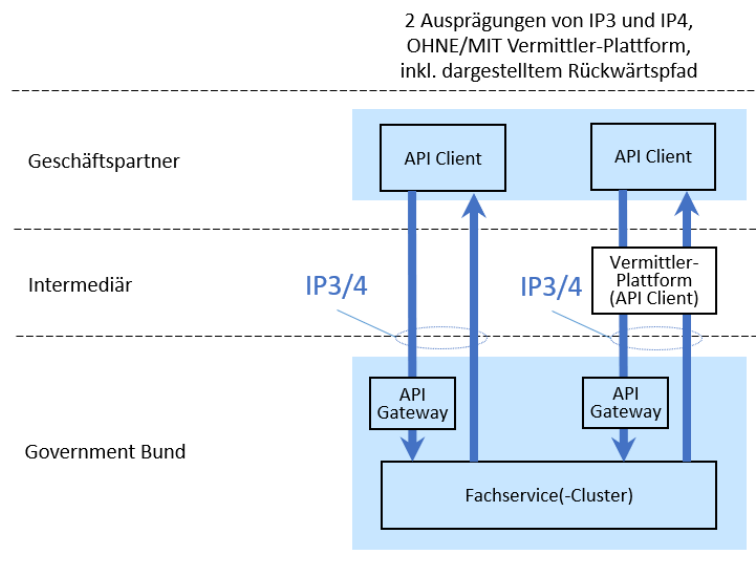 2 Ausprägungen von IP3 und IP4,
OHNE/MIT Vermittler-Plattform,
inkl. dargestelltem Rückwärtspfad
Geschäftspartner
API Client
API Client
Intermediär
IP3/4
IP3/4
Vermittler-
Plattform
(API Client)
API
Gateway
API
Gateway
Government Bund
Fachservice(-Cluster)